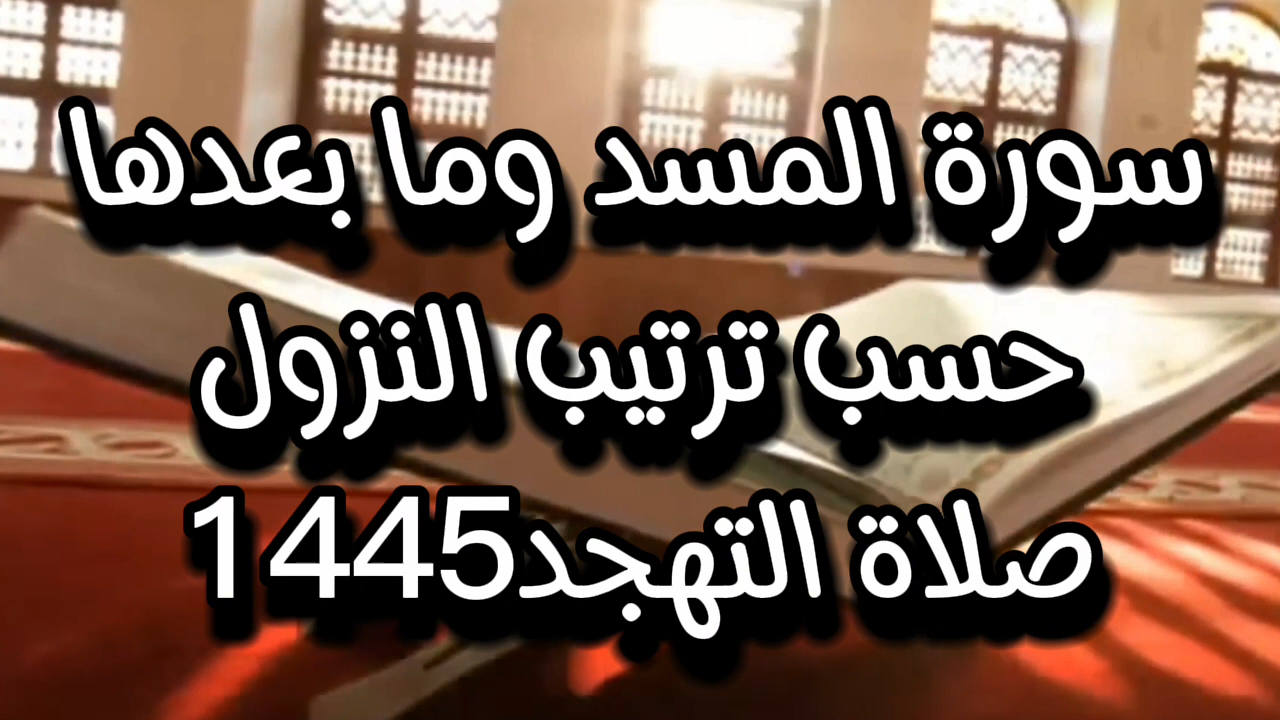 سورة المسد وما بعدها
حسب ترتيب النزول
صلاة التهجد1445